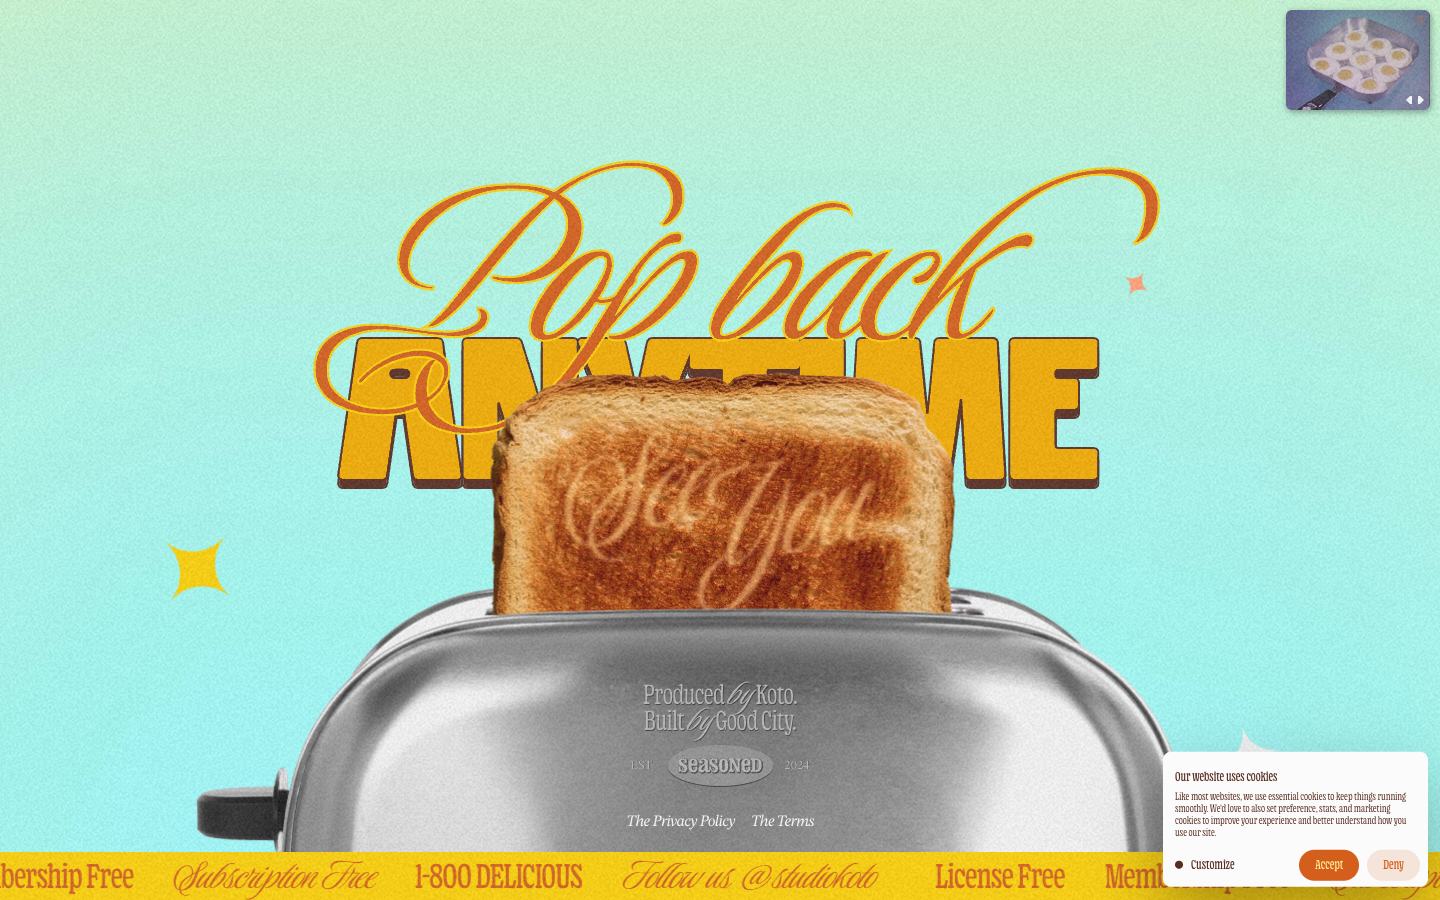 Pop back
ANYTIME
See You
Produced by Koto.
Built by Good City.
EST SEASONED 2024
The Privacy Policy The Terms
Our website uses cookies
Like most websites, we use essential cookies to keep things running
smoothly. We'd love to also set preference, stats, and marketing
cookies to improve your experience and better understand how you
use our site.
Customize Accept Deny
bership Free Subscription Free 1-800 DELICIOUS Follow us @studiokoto License Free Mem